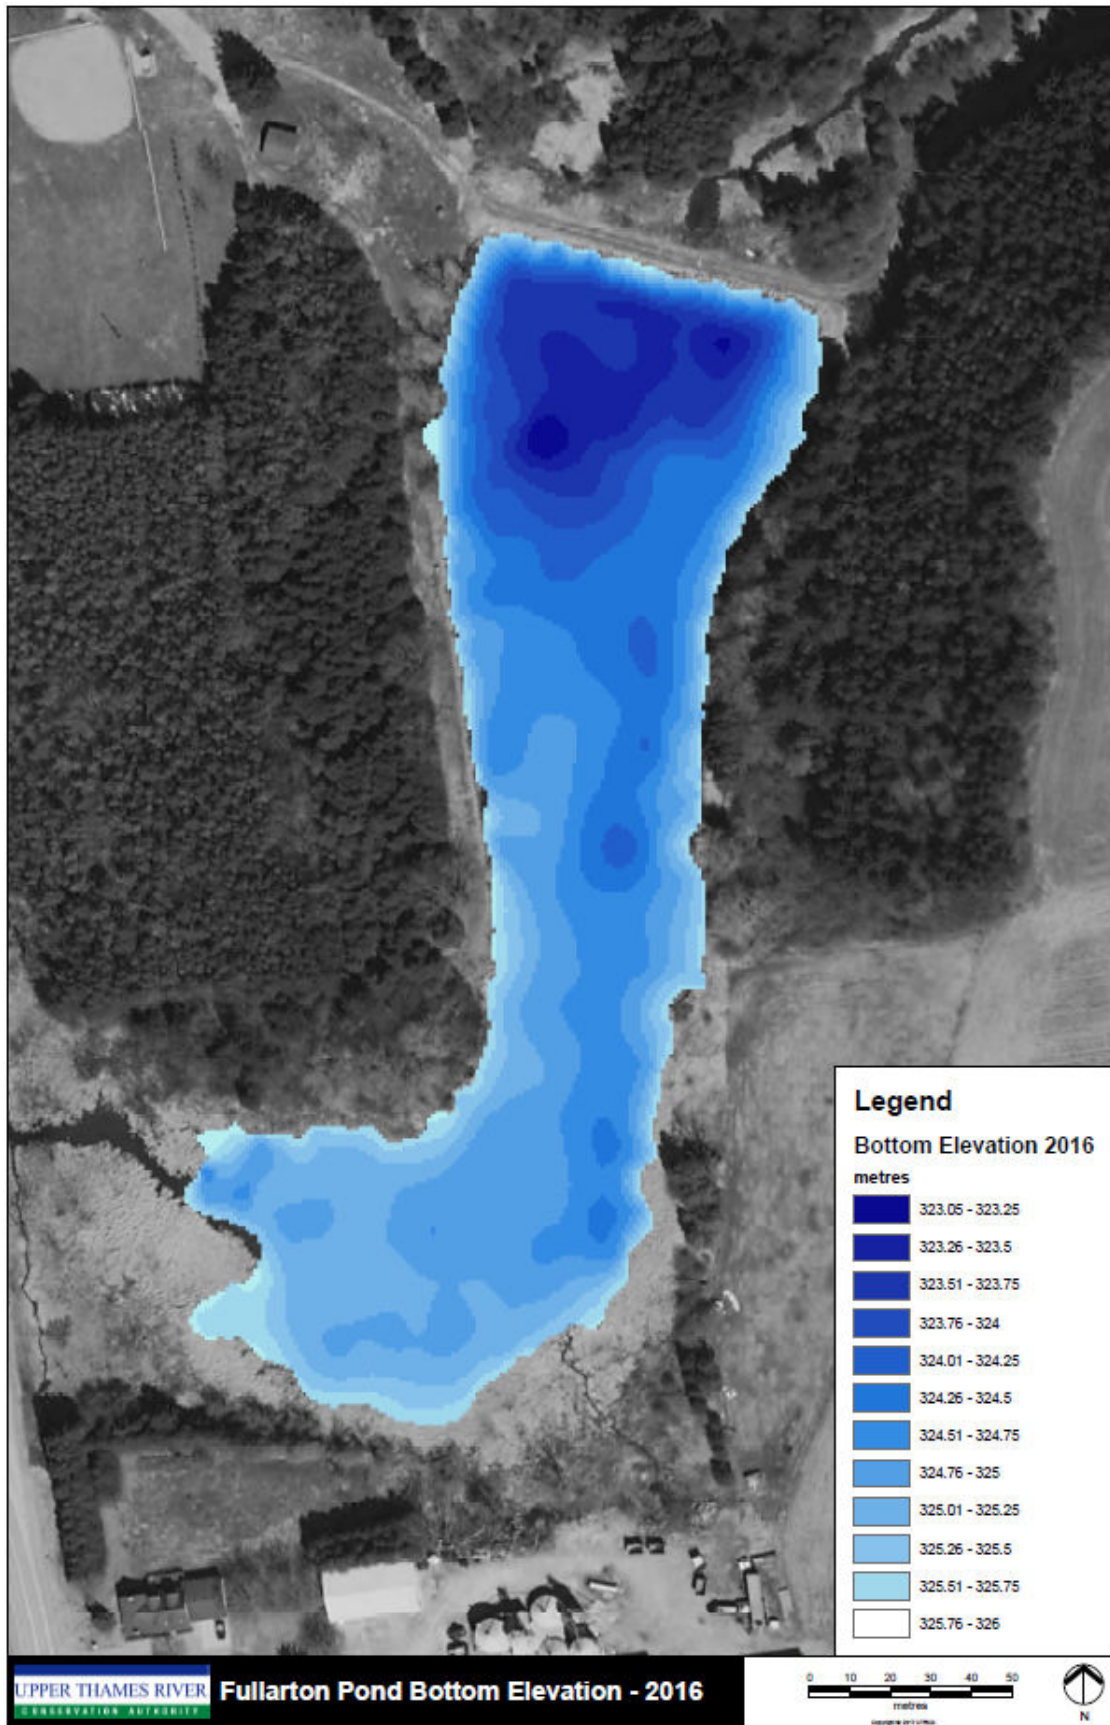 Legend
Bottom Elevation 2016
metres
323.05 - 323.25
323.26 - 323.5
323.51 - 323.75
323.76 - 324
324.01 - 324.25
324.26 - 324.5
324.51 - 324.75
324.76 - 325
325.01 - 325.25
325.26 - 325.5
325.51 - 325.75
325.76 - 326
UPPER THAMES RIVER
CONSERVATION AUTHORITY
Fullarton Pond Bottom Elevation - 2016
0 10 20 30 40 50
metres
N